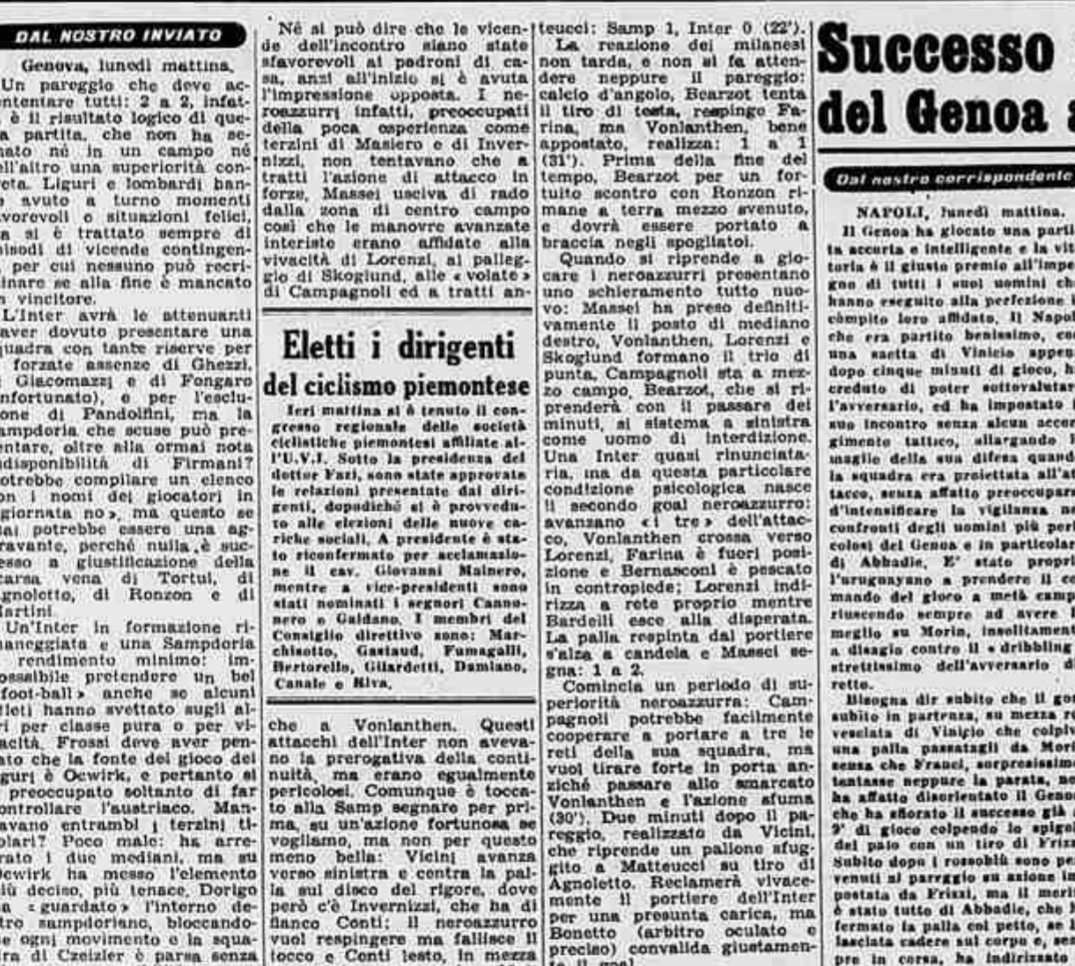 DAL NOSTRO INVIATO
Genova, lunedì mattina.
Un pareggio che deve ac-
ntentare tutti: 2 a 2, infat-
è il risultato logico di que-
a partita, che non ha se-
nato né in un campo né
ell'altro una superiorità con-
reta. Liguri e lombardi han-
avuto a turno momenti
vorevoli e situazioni felici,
a si è trattato sempre di
pisodi di vicende contingen-
, per cui nessuno può recri-
inare se alla fine è mancato
n vincitore.
L'Inter avrà le attenuanti
aver dovuto presentare una
quadra con tante riserve per
forzate assenze di Ghezzi,
Giacomazzi e di Fongaro
nfortunato), e per l'esclu-
one di Pandolfini, ma la
ampdoria che scuse può pre-
entare, oltre alla ormai nota
disponibilità di Firmani?
otrebbe compilare un elenco
on i nomi dei giocatori in
giornata no», ma questo se
ai potrebbe essere una ag-
ravante, perché nulla è suc-
esso a giustificazione della
carsa vena di Tortul, di
gnoletto, di Ronzon e di
Martini.
Un'Inter in formazione ri-
maneggiata e una Sampdoria
rendimento minimo: im-
ossibile pretendere un bel
foot-ball» anche se alcuni
tleti hanno svettato sugli al-
ri per classe pura o per vi-
acità. Frossi deve aver pen-
ato che la fonte del gioco dei
guri è Ocwirk, e pertanto si
preoccupato soltanto di far
ontrollare l'austriaco. Man-
avano entrambi i terzini ti-
olari? Poco male: ha arre-
rato i due mediani, ma su
Ocwirk ha messo l'elemento
iù deciso, più tenace, Dorigo
a «guardato» l'interno de-
tro sampdoriano, bloccando-
e ogni movimento e la squa-
ra di Czeizler è parsa senza
Né si può dire che le vicen-
de dell'incontro siano state
sfavorevoli ai padroni di ca-
sa, anzi all'inizio si è avuta
l'impressione opposta. I ne-
roazzurri infatti, preoccupati
della poca esperienza come
terzini di Masiero e di Inver-
nizzi, non tentavano che a
tratti l'azione di attacco in
forze, Massei usciva di rado
dalla zona di centro campo
così che le manovre avanzate
interiste erano affidate alla
vivacità di Lorenzi, ai palleg-
gio di Skoglund, alle «volate»
di Campagnoli ed a tratti an-
Eletti i dirigenti
del ciclismo piemontese
Ieri mattina si è tenuto il con-
gresso regionale delle società
ciclistiche piemontesi affiliate al-
l'U.V.I. Sotto la presidenza del
dottor Fazi, sono state approvate
le relazioni presentate dai diri-
genti, dopodiché si è provvedu-
to alle elezioni delle nuove ca-
riche sociali. A presidente è sta-
to riconfermato per acclamazio-
ne il cav. Giovanni Mainero,
mentre a vice-presidenti sono
stati nominati i segnori Canno-
nero e Galdano. I membri del
Consiglio direttivo sono: Mar-
chisotto, Gastaud, Fumagalli,
Bertorello, Gilardetti, Damiano,
Canale e Riva.
che a Vonlanthen. Questi
attacchi dell'Inter non aveva-
no la prerogativa della conti-
nuità, ma erano egualmente
pericolosi. Comunque è tocca-
to alla Samp segnare per pri-
ma, su un'azione fortunosa se
vogliamo, ma non per questo
meno bella: Vicini avanza
verso sinistra e centra la pal-
la sul disco del rigore, dove
però c'è Invernizzi, che ha di
fianco Conti; il neroazzurro
vuol respingere ma fallisce il
tocco e Conti lesto, in mezza
teucci: Samp 1, Inter 0 (22').
La reazione dei milanesi
non tarda, e non si fa atten-
dere neppure il pareggio:
calcio d'angolo, Bearzot tenta
il tiro di testa, respinge Fa-
rina, ma Vonlanthen, bene
appostato, realizza: 1 a 1
(31'). Prima della fine del
tempo, Bearzot per un for-
tuito scontro con Ronzon ri-
mane a terra mezzo svenuto,
e dovrà essere portato a
braccia negli spogliatoi.
Quando si riprende a gio-
care i neroazzurri presentano
uno schieramento tutto nuo-
vo: Massei ha preso definiti-
vamente il posto di mediano
destro, Vonlanthen, Lorenzi e
Skoglund formano il trio di
punta, Campagnoli sta a mez-
zo campo, Bearzot, che si ri-
prenderà con il passare dei
minuti, si sistema a sinistra
come uomo di interdizione.
Una Inter quasi rinunciata-
ria, ma da questa particolare
condizione psicologica nasce
il secondo goal neroazzurro:
avanzano «i tre» dell'attac-
co, Vonlanthen crossa verso
Lorenzi, Farina è fuori posi-
zione e Bernasconi è pescato
in contropiede; Lorenzi indi-
rizza a rete proprio mentre
Bardelli esce alla disperata.
La palla respinta dal portiere
s'alza a candela e Massei se-
gna: 1 a 2.
Comincia un periodo di su-
periorità neroazzurra: Cam-
pagnoli potrebbe facilmente
cooperare a portare a tre le
reti della sua squadra, ma
vuol tirare forte in porta an-
ziché passare allo smarcato
Vonlanthen e l'azione sfuma
(30'). Due minuti dopo il pa-
reggio, realizzato da Vicini,
che riprende un pallone sfug-
gito a Matteucci su tiro di
Agnoletto. Reclamerà vivace-
mente il portiere dell'Inter
per una presunta carica, ma
Bonetto (arbitro oculato e
preciso) convalida giustamen-
te il goal.
Successo
del Genoa a
Dal nostro corrispondente
NAPOLI, lunedì mattina.
Il Genoa ha giocato una parti-
ta accorta e intelligente e la vit-
toria è il giusto premio all'impe-
gno di tutti i suoi uomini che
hanno eseguito alla perfezione i
còmpito loro affidato. Il Napol
che era partito benissimo, con
una saetta di Vinicio appen
dopo cinque minuti di gioco, h
creduto di poter sottovalutar
l'avversario, ed ha impostato i
suo incontro senza alcun accor
gimento tattico, allargando l
maglie della sua difesa quand
la squadra era proiettata all'at
tacco, senza affatto preoccupars
d'intensificare la vigilanza ne
confronti degli uomini più peri
colosi del Genoa e in particolar
di Abbadie. E' stato propri
l'uruguayano a prendere il co
mando del gioco a metà camp
riuscendo sempre ad avere l
meglio su Morin, insolitament
a disagio contro il «dribbling
strettissimo dell'avversario di
retto.
Bisogna dir subito che il goa
subito in partenza, su mezza ro
vesciata di Vinicio che colpiv
una palla passatagli da Mori
senza che Franci, sorpresissimo
tentasse neppure la parata, no
ha affatto disorientato il Genoa
che ha sfiorato il successo già a
9' di gioco colpendo lo spigol
del palo con un tiro di Frizz
Subito dopo i rossoblù sono per
venuti al pareggio su azione im
postata da Frizzi, ma il merit
è stato tutto di Abbadie, che h
fermato la palla col petto, se l
lasciata cadere sul corpo e, sem
pre in corsa, ha indirizzato